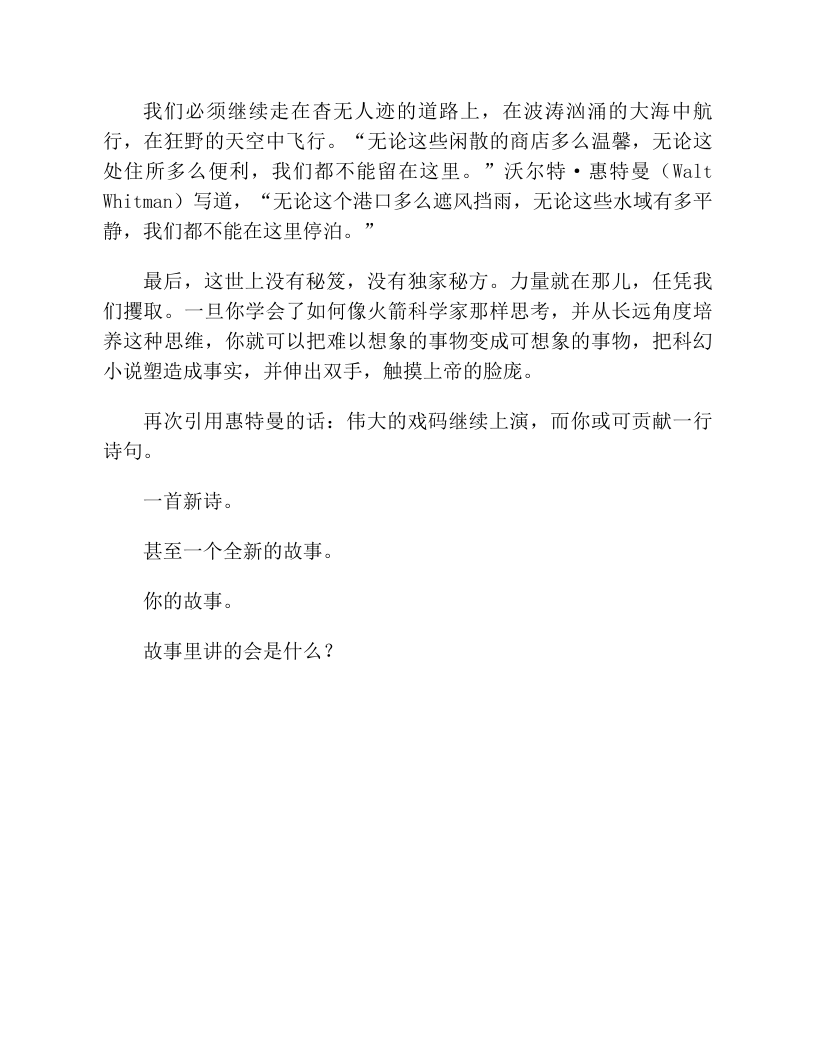 我们必须继续走在杳无人迹的道路上，在波涛汹涌的大海中航
行，在狂野的天空中飞行。“无论这些闲散的商店多么温馨，无论这
处住所多么便利，我们都不能留在这里。”沃尔特·惠特曼（Walt
Whitman）写道，“无论这个港口多么遮风挡雨，无论这些水域有多平
静，我们都不能在这里停泊。”
最后，这世上没有秘笈，没有独家秘方。力量就在那儿，任凭我
们攫取。一旦你学会了如何像火箭科学家那样思考，并从长远角度培
养这种思维，你就可以把难以想象的事物变成可想象的事物，把科幻
小说塑造成事实，并伸出双手，触摸上帝的脸庞。
再次引用惠特曼的话：伟大的戏码继续上演，而你或可贡献一行
诗句。
一首新诗。
甚至一个全新的故事。
你的故事。
故事里讲的会是什么？